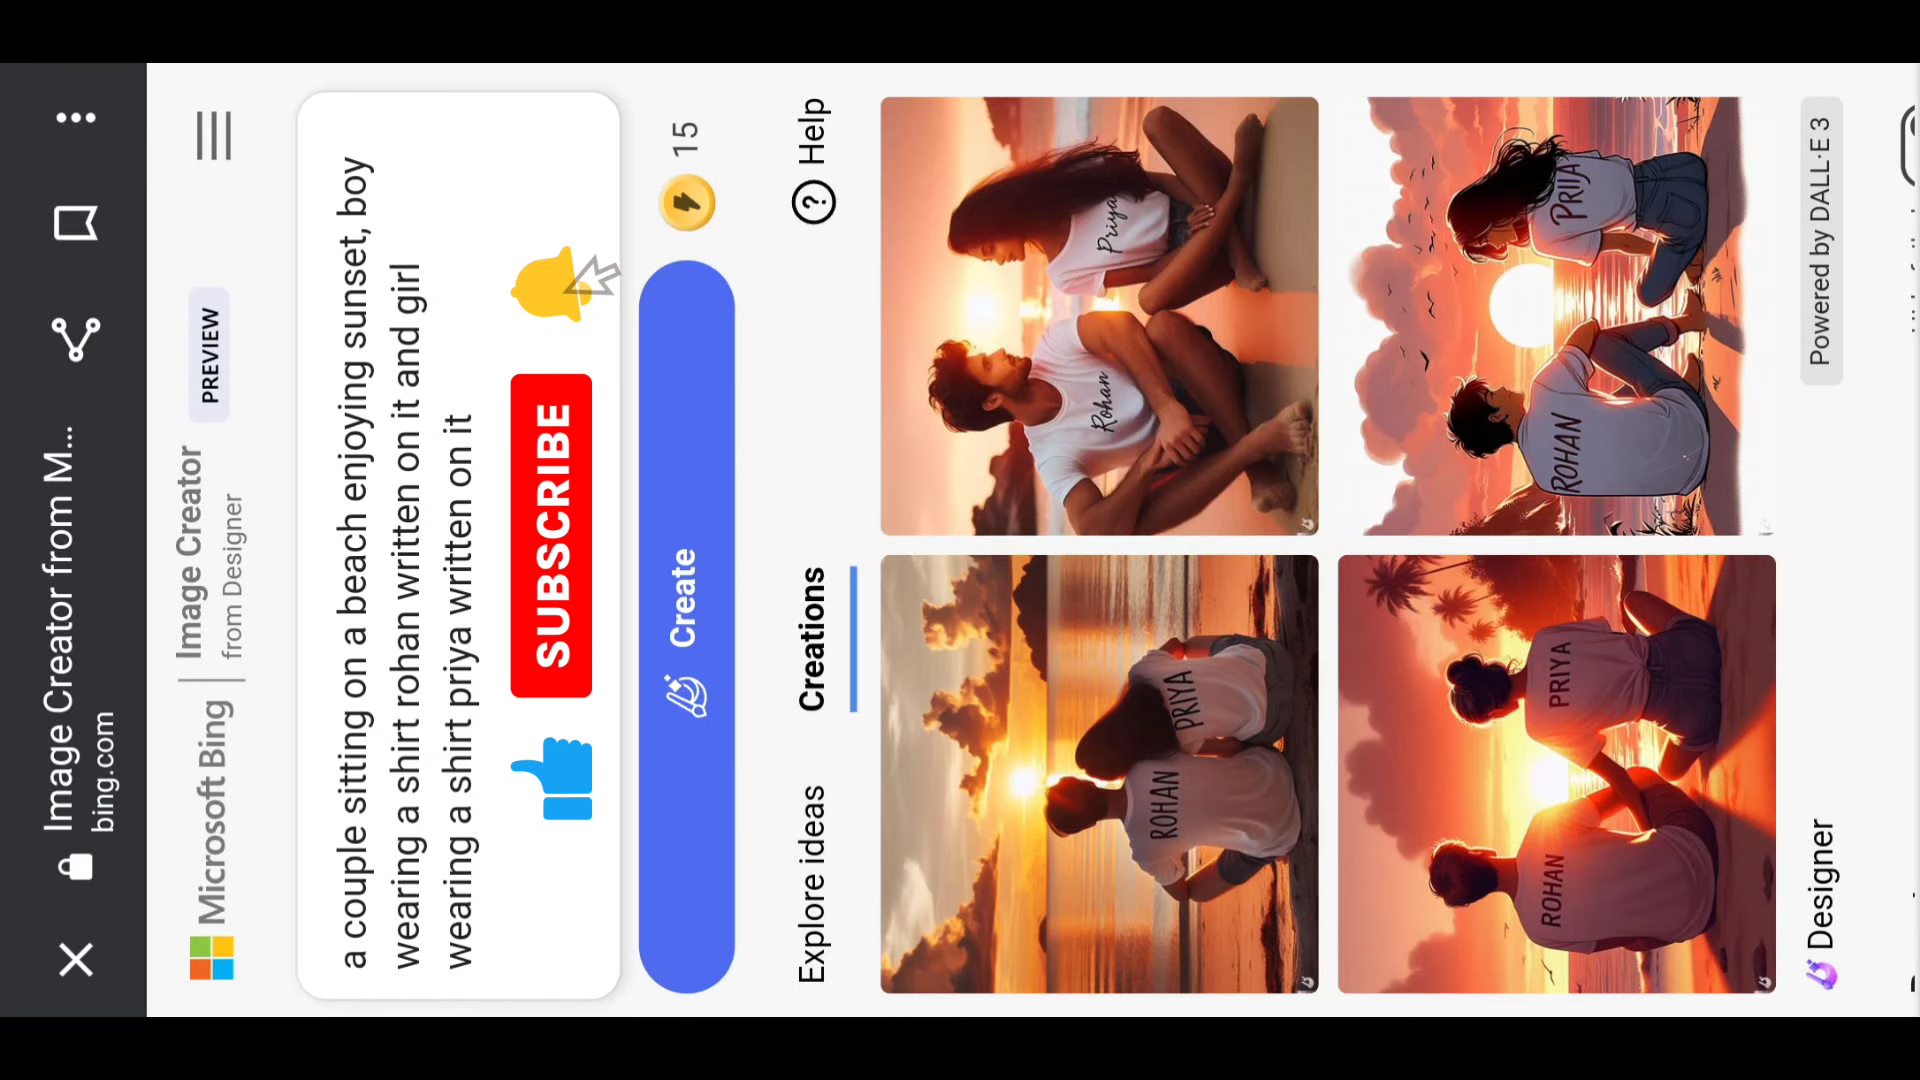 Image Creator from M...
bing.com
Microsoft Bing
Image Creator
from Designer
PREVIEW
a couple sitting on a beach enjoying sunset, boy
wearing a shirt rohan written on it and girl
wearing a shirt priya written on it
SUBSCRIBE
Create
15
Explore ideas
Creations
Help
ROHAN
PRIYA
Rohan
Priya
ROHAN
PRIYA
ROHAN
PRIJA
Designer
Powered by DALL·E 3